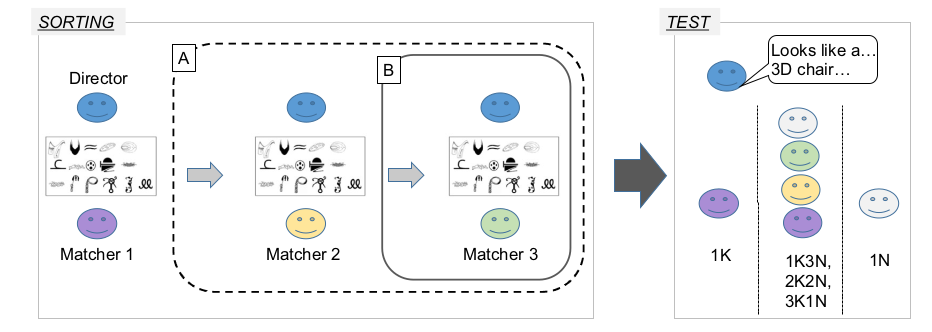 SORTING
TEST
A
B
Director
Looks like a…
3D chair…
Matcher 1
Matcher 2
Matcher 3
1K
1K3N,
2K2N,
3K1N
1N